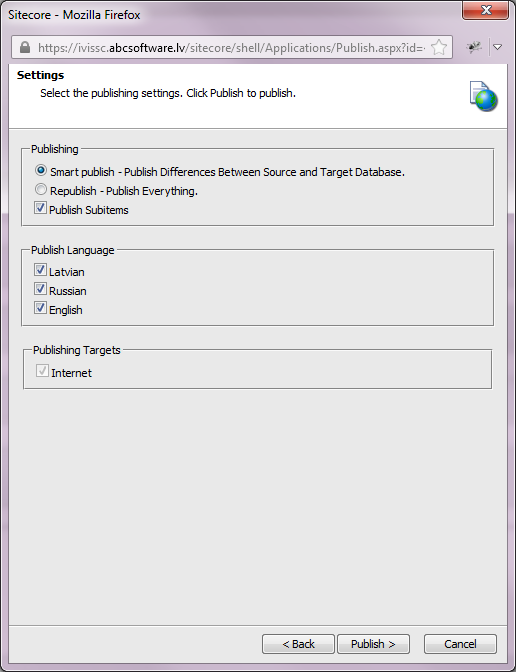 Sitecore - Mozilla Firefox
https://ivissc.abcsoftware.lv/sitecore/shell/Applications/Publish.aspx?id=
Settings
Select the publishing settings. Click Publish to publish.
Publishing
Smart publish - Publish Differences Between Source and Target Database.
Republish - Publish Everything.
Publish Subitems
Publish Language
Latvian
Russian
English
Publishing Targets
Internet
< Back
Publish >
Cancel